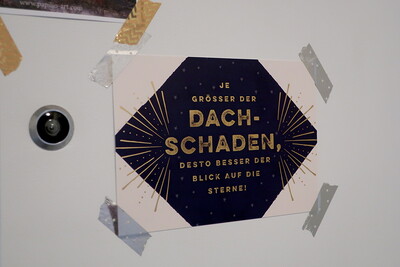 JE
GRÖSSER DER
DACH-
SCHADEN,
DESTO BESSER DER
BLICK AUF DIE
STERNE!